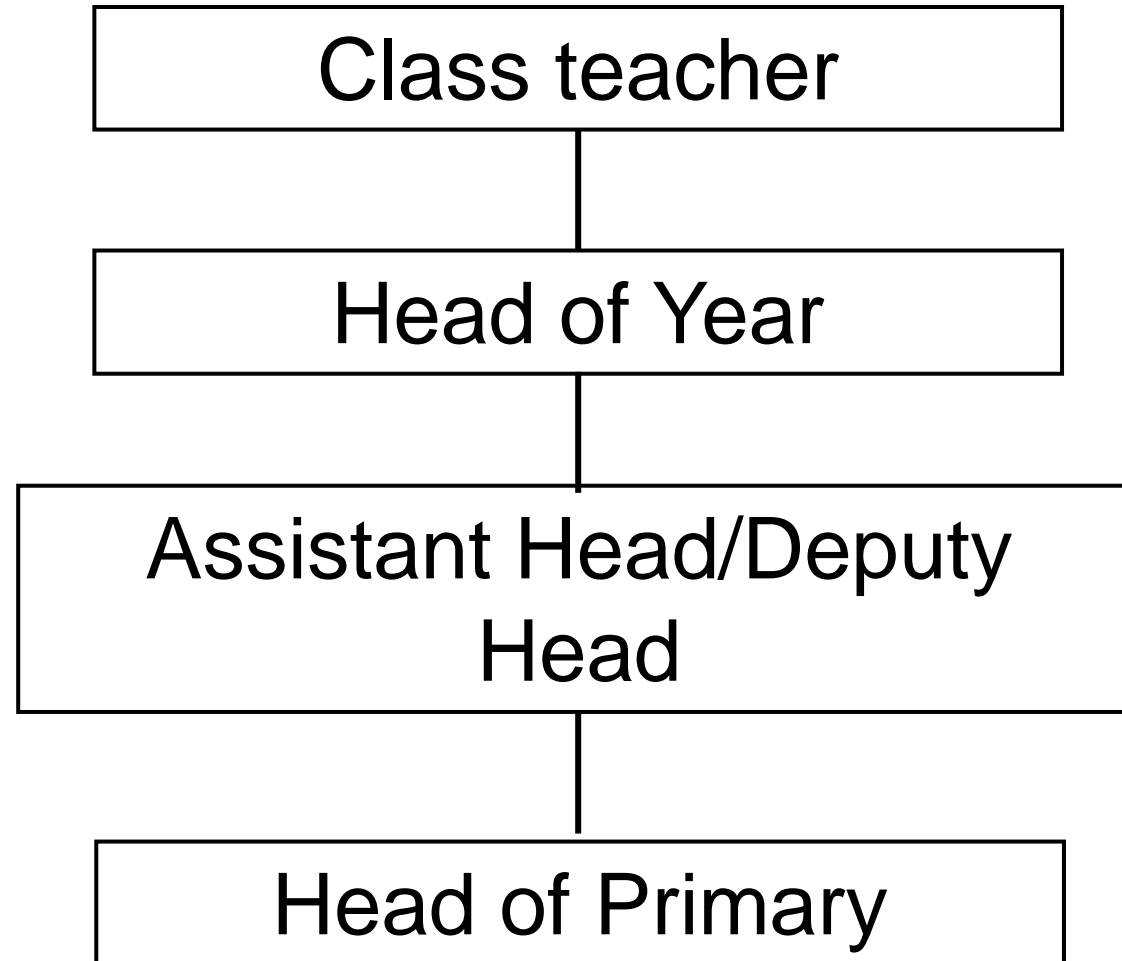 Class teacher
Head of Year
Assistant Head/Deputy
Head
Head of Primary